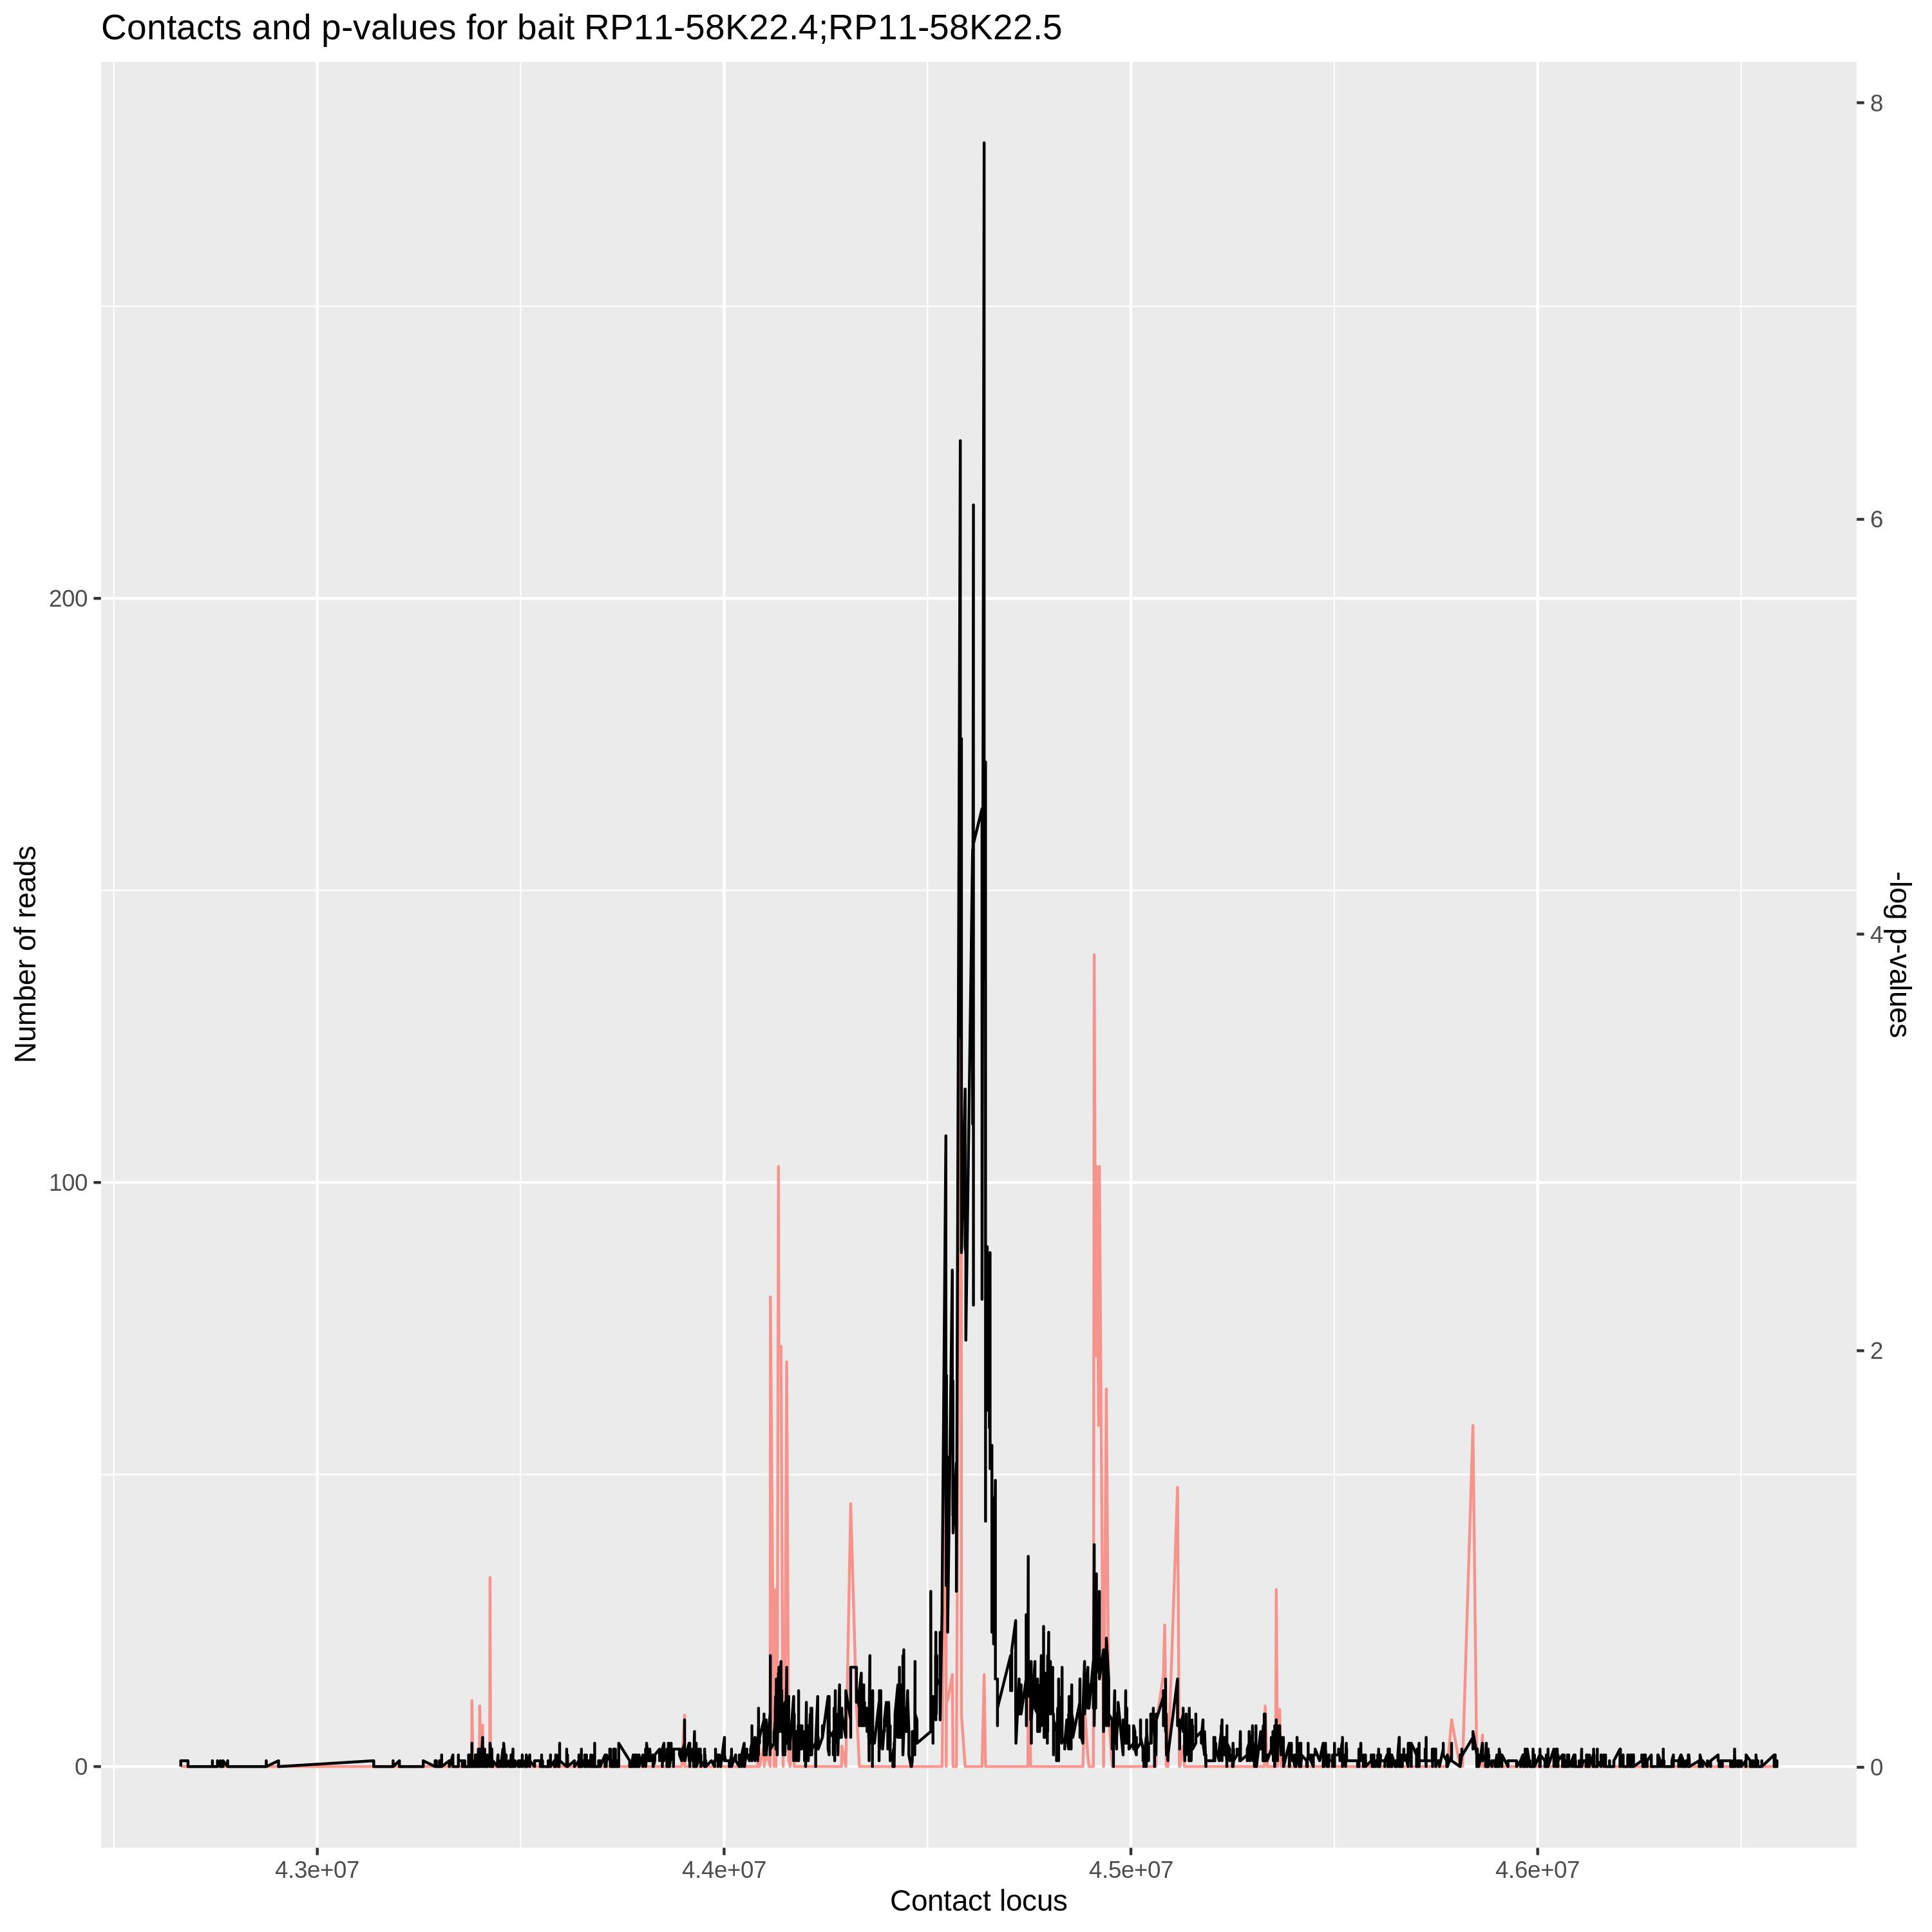 Contacts and p-values for bait RP11-58K22.4;RP11-58K22.5
8
6
200
Number of reads
4
-log p-values
100
2
0
0
4.3e+07
4.4e+07
4.5e+07
4.6e+07
Contact locus